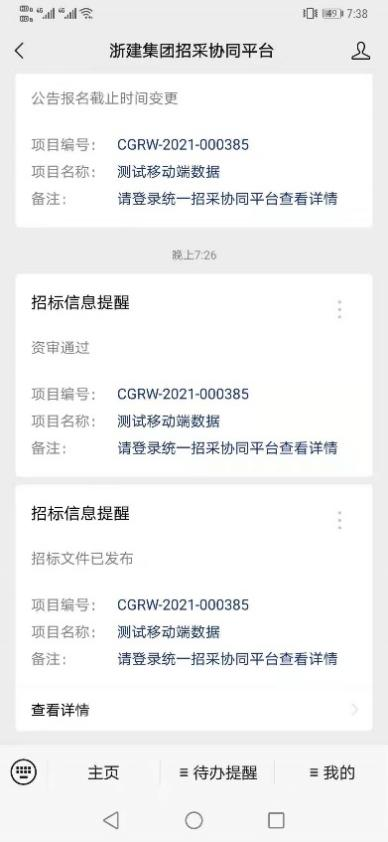 7:38
浙建集团招采协同平台
公告报名截止时间变更
项目编号： CGRW-2021-000385
项目名称： 测试移动端数据
备注： 请登录统一招采协同平台查看详情
晚上7:26
招标信息提醒
资审通过
项目编号： CGRW-2021-000385
项目名称： 测试移动端数据
备注： 请登录统一招采协同平台查看详情
招标信息提醒
招标文件已发布
项目编号： CGRW-2021-000385
项目名称： 测试移动端数据
备注： 请登录统一招采协同平台查看详情
查看详情
主页 待办提醒 我的